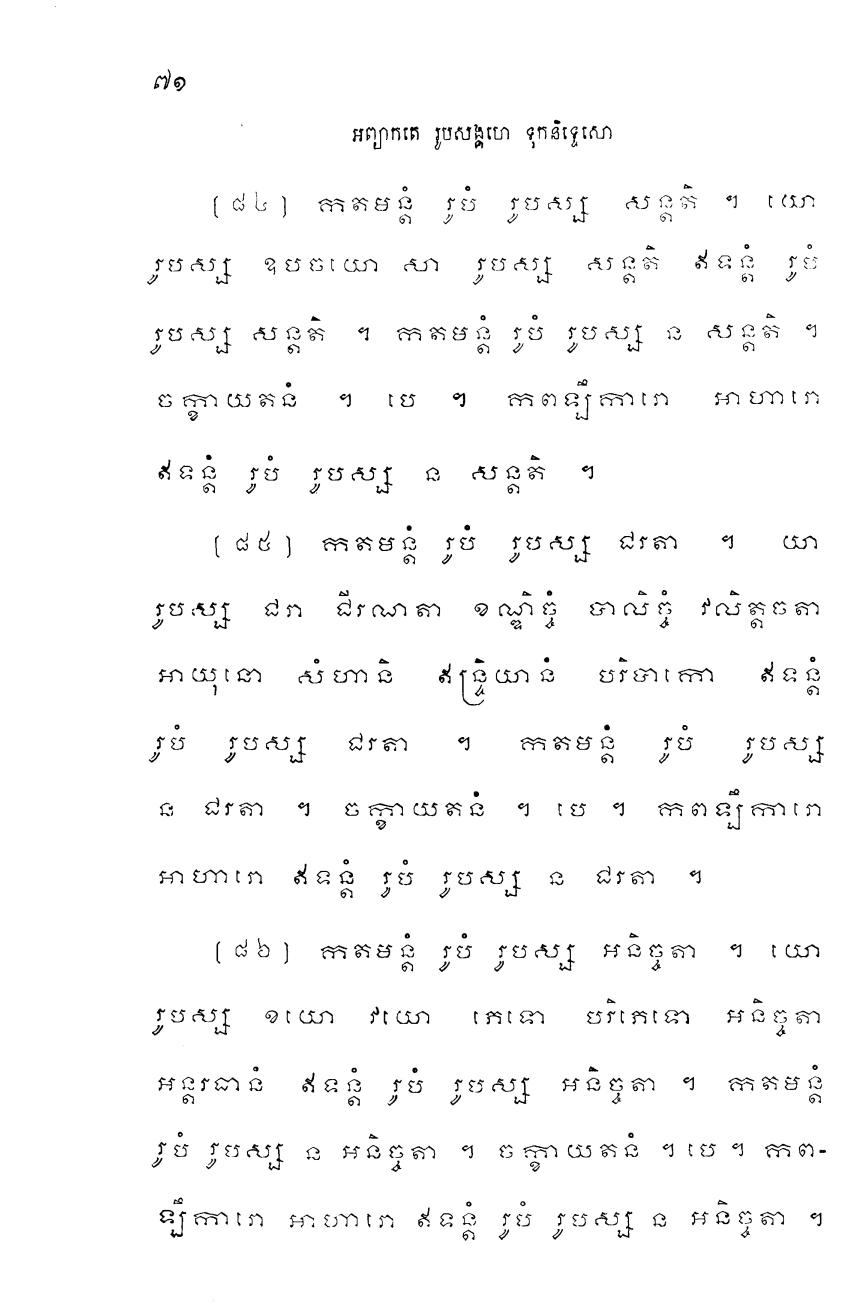 ៧១
អព្យាកតេ រូបសង្គហេ ទុកនិទ្ទេសោ
[៨៤] កតមន្តំ រូបំ រូបស្ស សន្តតិ ។ យោ
រូបស្ស ឧបចយោ សា រូបស្ស សន្តតិ ឥទន្តំ រូបំ
រូបស្ស សន្តតិ ។ កតមន្តំ រូបំ រូបស្ស ន សន្តតិ ។
ចក្ខាយតនំ ។ បេ ។ កពឡឹការោ អាហារោ
ឥទន្តំ រូបំ រូបស្ស ន សន្តតិ ។
[៨៥] កតមន្តំ រូបំ រូបស្ស ជរតា ។ យា
រូបស្ស ជរា ជីរណតា ខណ្ឌិច្ចំ បាលិច្ចំ វលិត្តចតា
អាយុនោ សំហានិ ឥន្ទ្រិយានំ បរិបាកោ ឥទន្តំ
រូបំ រូបស្ស ជរតា ។ កតមន្តំ រូបំ រូបស្ស
ន ជរតា ។ ចក្ខាយតនំ ។ បេ ។ កពឡឹការោ
អាហារោ ឥទន្តំ រូបំ រូបស្ស ន ជរតា ។
[៨៦] កតមន្តំ រូបំ រូបស្ស អនិច្ចតា ។ យោ
រូបស្ស ខយោ វយោ ភេទោ បរិភេទោ អនិច្ចតា
អន្តរធានំ ឥទន្តំ រូបំ រូបស្ស អនិច្ចតា ។ កតមន្តំ
រូបំ រូបស្ស ន អនិច្ចតា ។ ចក្ខាយតនំ ។ បេ ។ កព-
ឡឹការោ អាហារោ ឥទន្តំ រូបំ រូបស្ស ន អនិច្ចតា ។